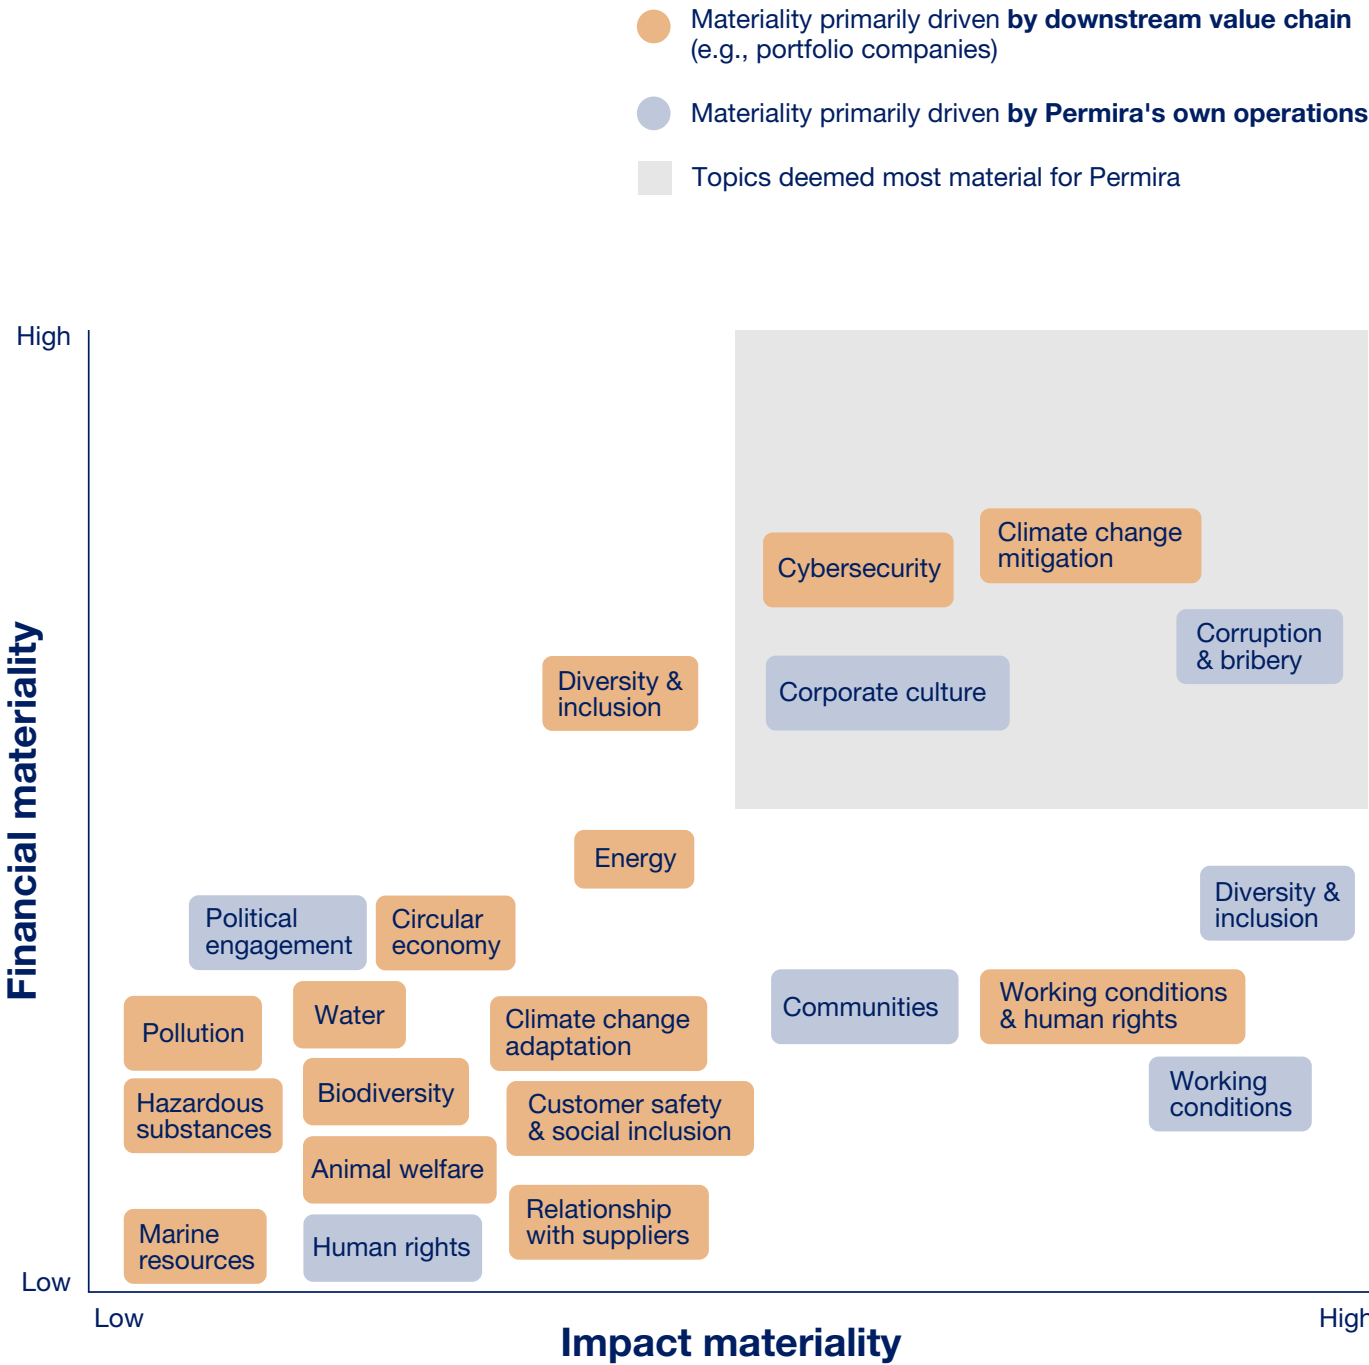 Materiality primarily driven by downstream value chain
(e.g., portfolio companies)
Materiality primarily driven by Permira's own operations
Topics deemed most material for Permira
High
Financial materiality
Climate change
mitigation
Cybersecurity
Corruption
& bribery
Diversity &
inclusion
Corporate culture
Energy
Diversity &
inclusion
Political
engagement
Circular
economy
Working conditions
& human rights
Communities
Water
Climate change
adaptation
Pollution
Working
conditions
Biodiversity
Hazardous
substances
Customer safety
& social inclusion
Animal welfare
Relationship
with suppliers
Marine
resources
Human rights
Low
Low
High
Impact materiality